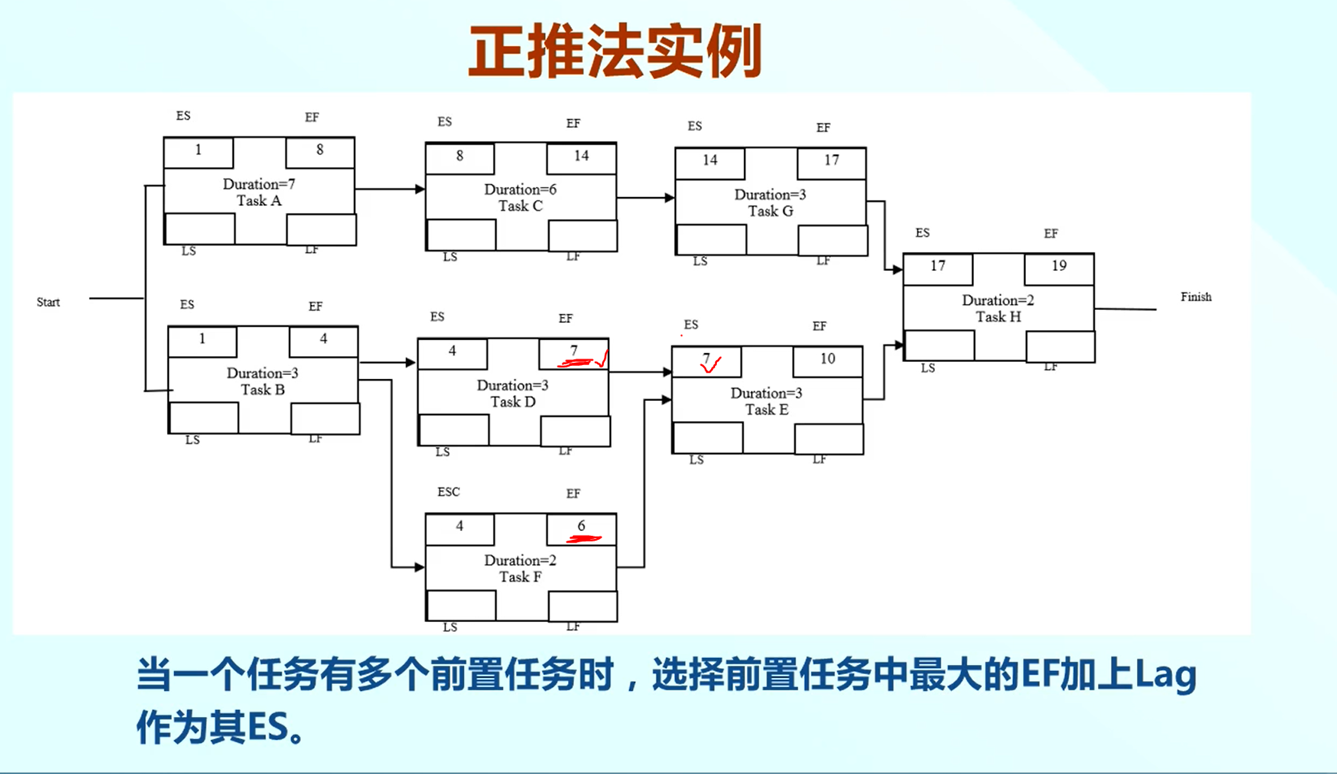 正推法实例
ES EF
1 8
Duration=7
Task A
LS LF
ES EF
8 14
Duration=6
Task C
LS LF
ES EF
14 17
Duration=3
Task G
LS LF
ES EF
17 19
Duration=2
Task H
LS LF
Start
Finish
ES EF
1 4
Duration=3
Task B
LS LF
ES EF
4 7
Duration=3
Task D
LS LF
ES EF
7 10
Duration=3
Task E
LS LF
ESC EF
4 6
Duration=2
Task F
LS LF
当一个任务有多个前置任务时，选择前置任务中最大的EF加上Lag
作为其ES。